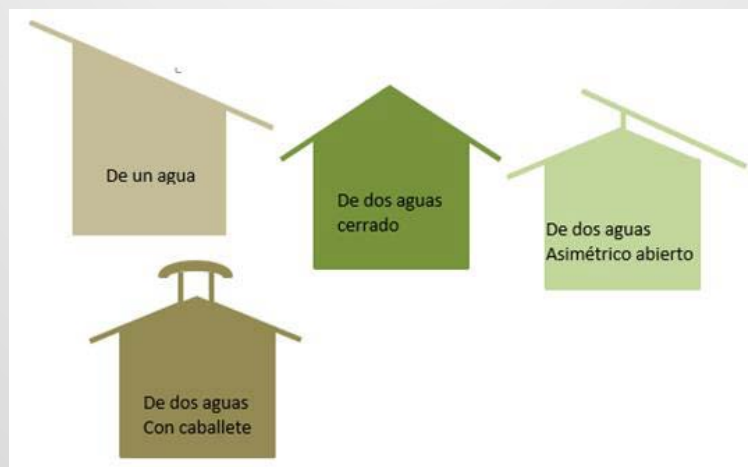 De un agua
De dos aguas
cerrado
De dos aguas
Asimétrico abierto
De dos aguas
Con caballete